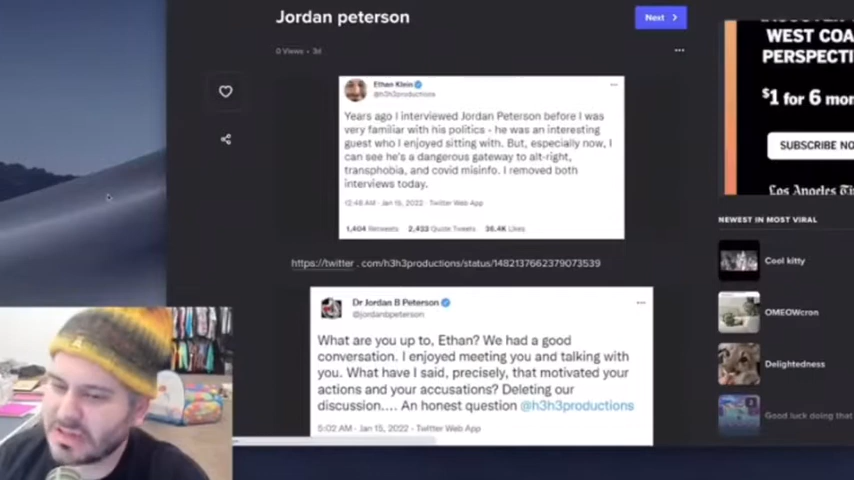 Jordan peterson
Next
0 Views • 3d
Ethan Klein
@h3h3productions
Years ago I interviewed Jordan Peterson before I was
very familiar with his politics - he was an interesting
guest who I enjoyed sitting with. But, especially now, I
can see he's a dangerous gateway to alt-right,
transphobia, and covid misinfo. I removed both
interviews today.
12:48 AM · Jan 15, 2022 · Twitter Web App
1,404 Retweets 2,433 Quote Tweets 36.4K Likes
https://twitter . com/h3h3productions/status/1482137662379073539
Dr Jordan B Peterson
@jordanbpeterson
What are you up to, Ethan? We had a good
conversation. I enjoyed meeting you and talking with
you. What have I said, precisely, that motivated your
actions and your accusations? Deleting our
discussion.... An honest question @h3h3productions
5:02 AM · Jan 15, 2022 · Twitter Web App
WEST COA
PERSPECTI
$1 for 6 mon
SUBSCRIBE NO
Los Angeles
NEWEST IN MOST VIRAL
Cool kitty
OMEOWcron
Delightedness
2
Good luck doing that